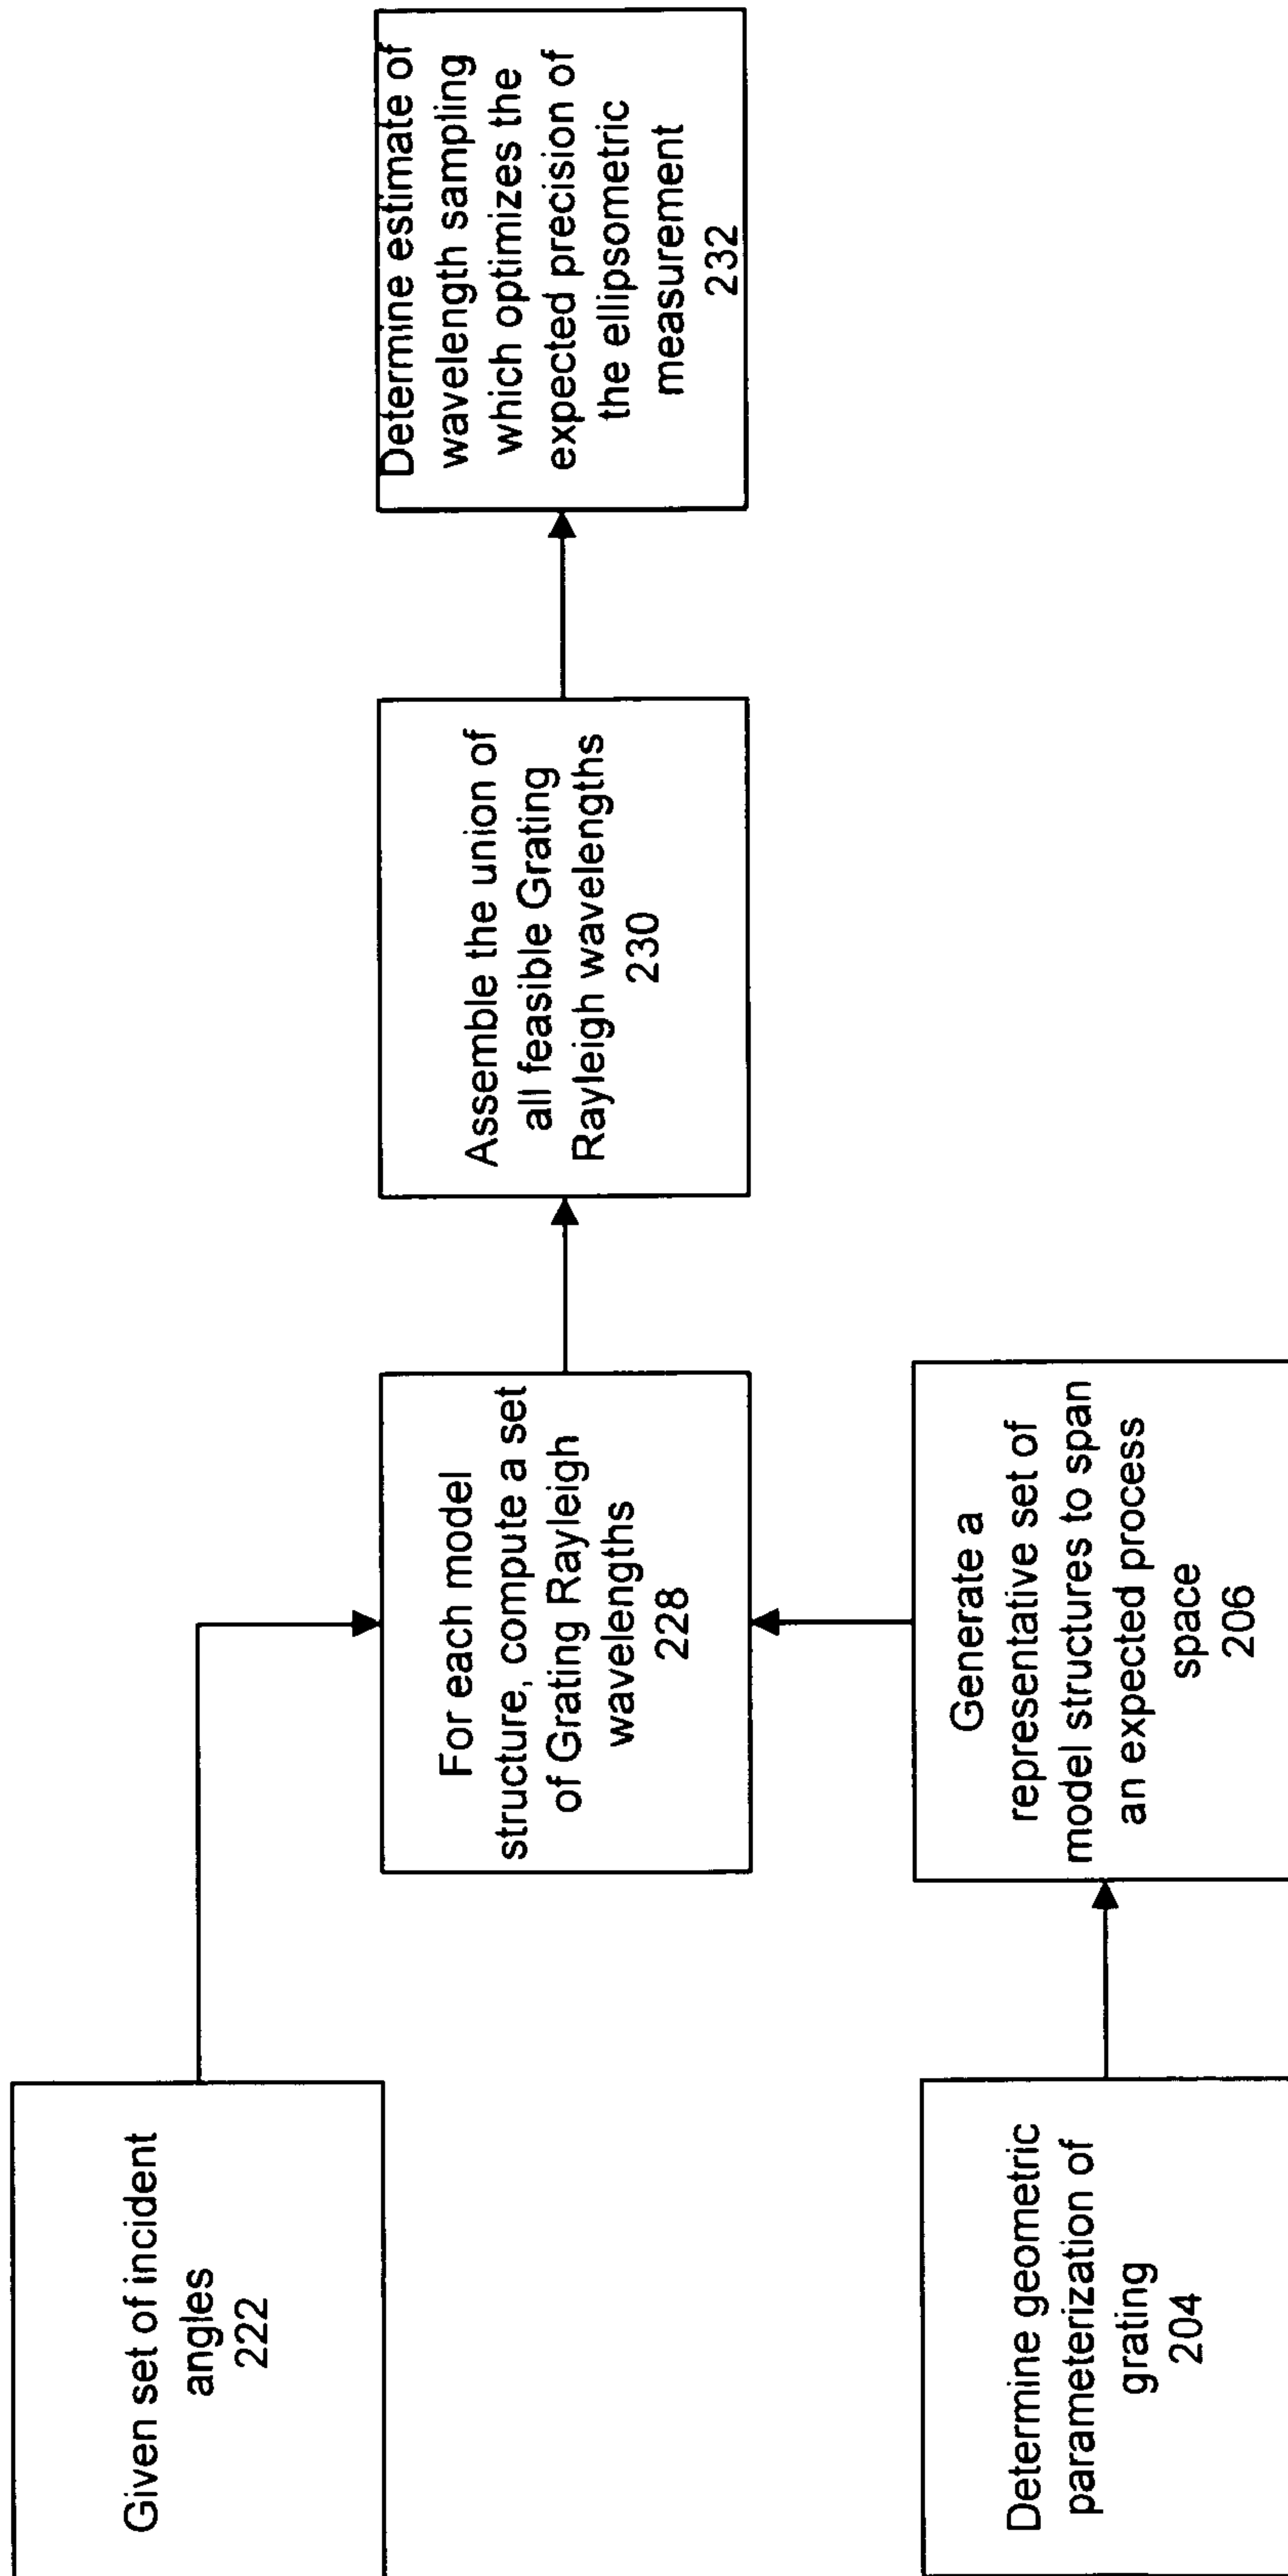 Given set of incident
angles
222
Determine geometric
parameterization of
grating
204
For each model
structure, compute a set
of Grating Rayleigh
wavelengths
228
Generate a
representative set of
model structures to span
an expected process
space
206
Assemble the union of
all feasible Grating
Rayleigh wavelengths
230
Determine estimate of
wavelength sampling
which optimizes the
expected precision of
the ellipsometric
measurement
232